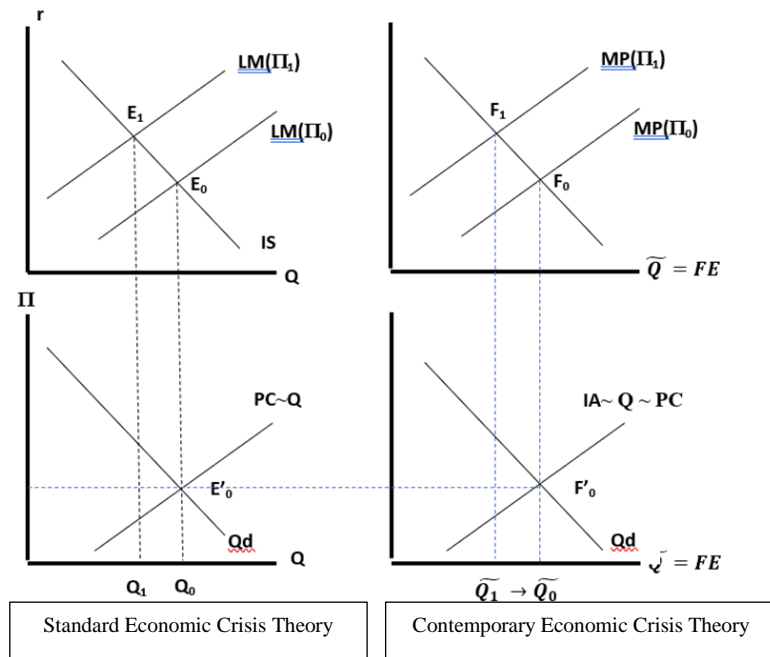 r
LM(Π₁)
MP(Π₁)
E₁
F₁
LM(Π₀)
MP(Π₀)
E₀
F₀
IS
Q
Q̃ = FE
Π
PC~Q
IA~ Q ~ PC
E'₀
F'₀
Qd
Qd
Q
= FE
Q₁ Q₀
Q̃₁ → Q̃₀
Standard Economic Crisis Theory
Contemporary Economic Crisis Theory